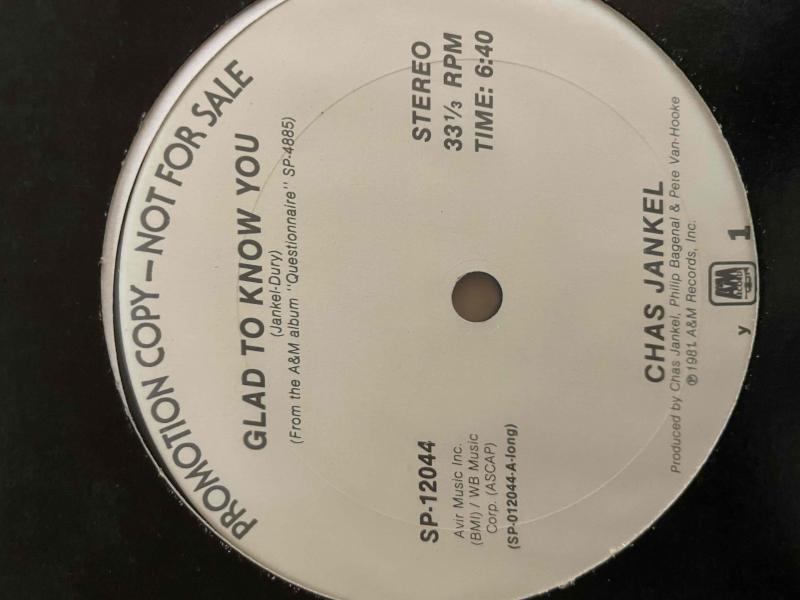 PROMOTION COPY—NOT FOR SALE
GLAD TO KNOW YOU
(Jankel-Dury)
(From the A&M album "Questionnaire" SP-4885)
STEREO
33⅓ RPM
TIME: 6:40
SP-12044
Avir Music Inc.
(BMI) / WB Music
Corp. (ASCAP)
(SP-012044-A-long)
CHAS JANKEL
Produced by Chas Jankel, Philip Bagenal & Pete Van-Hooke
℗1981 A&M Records, Inc.
y
A&M
RECORDS
1